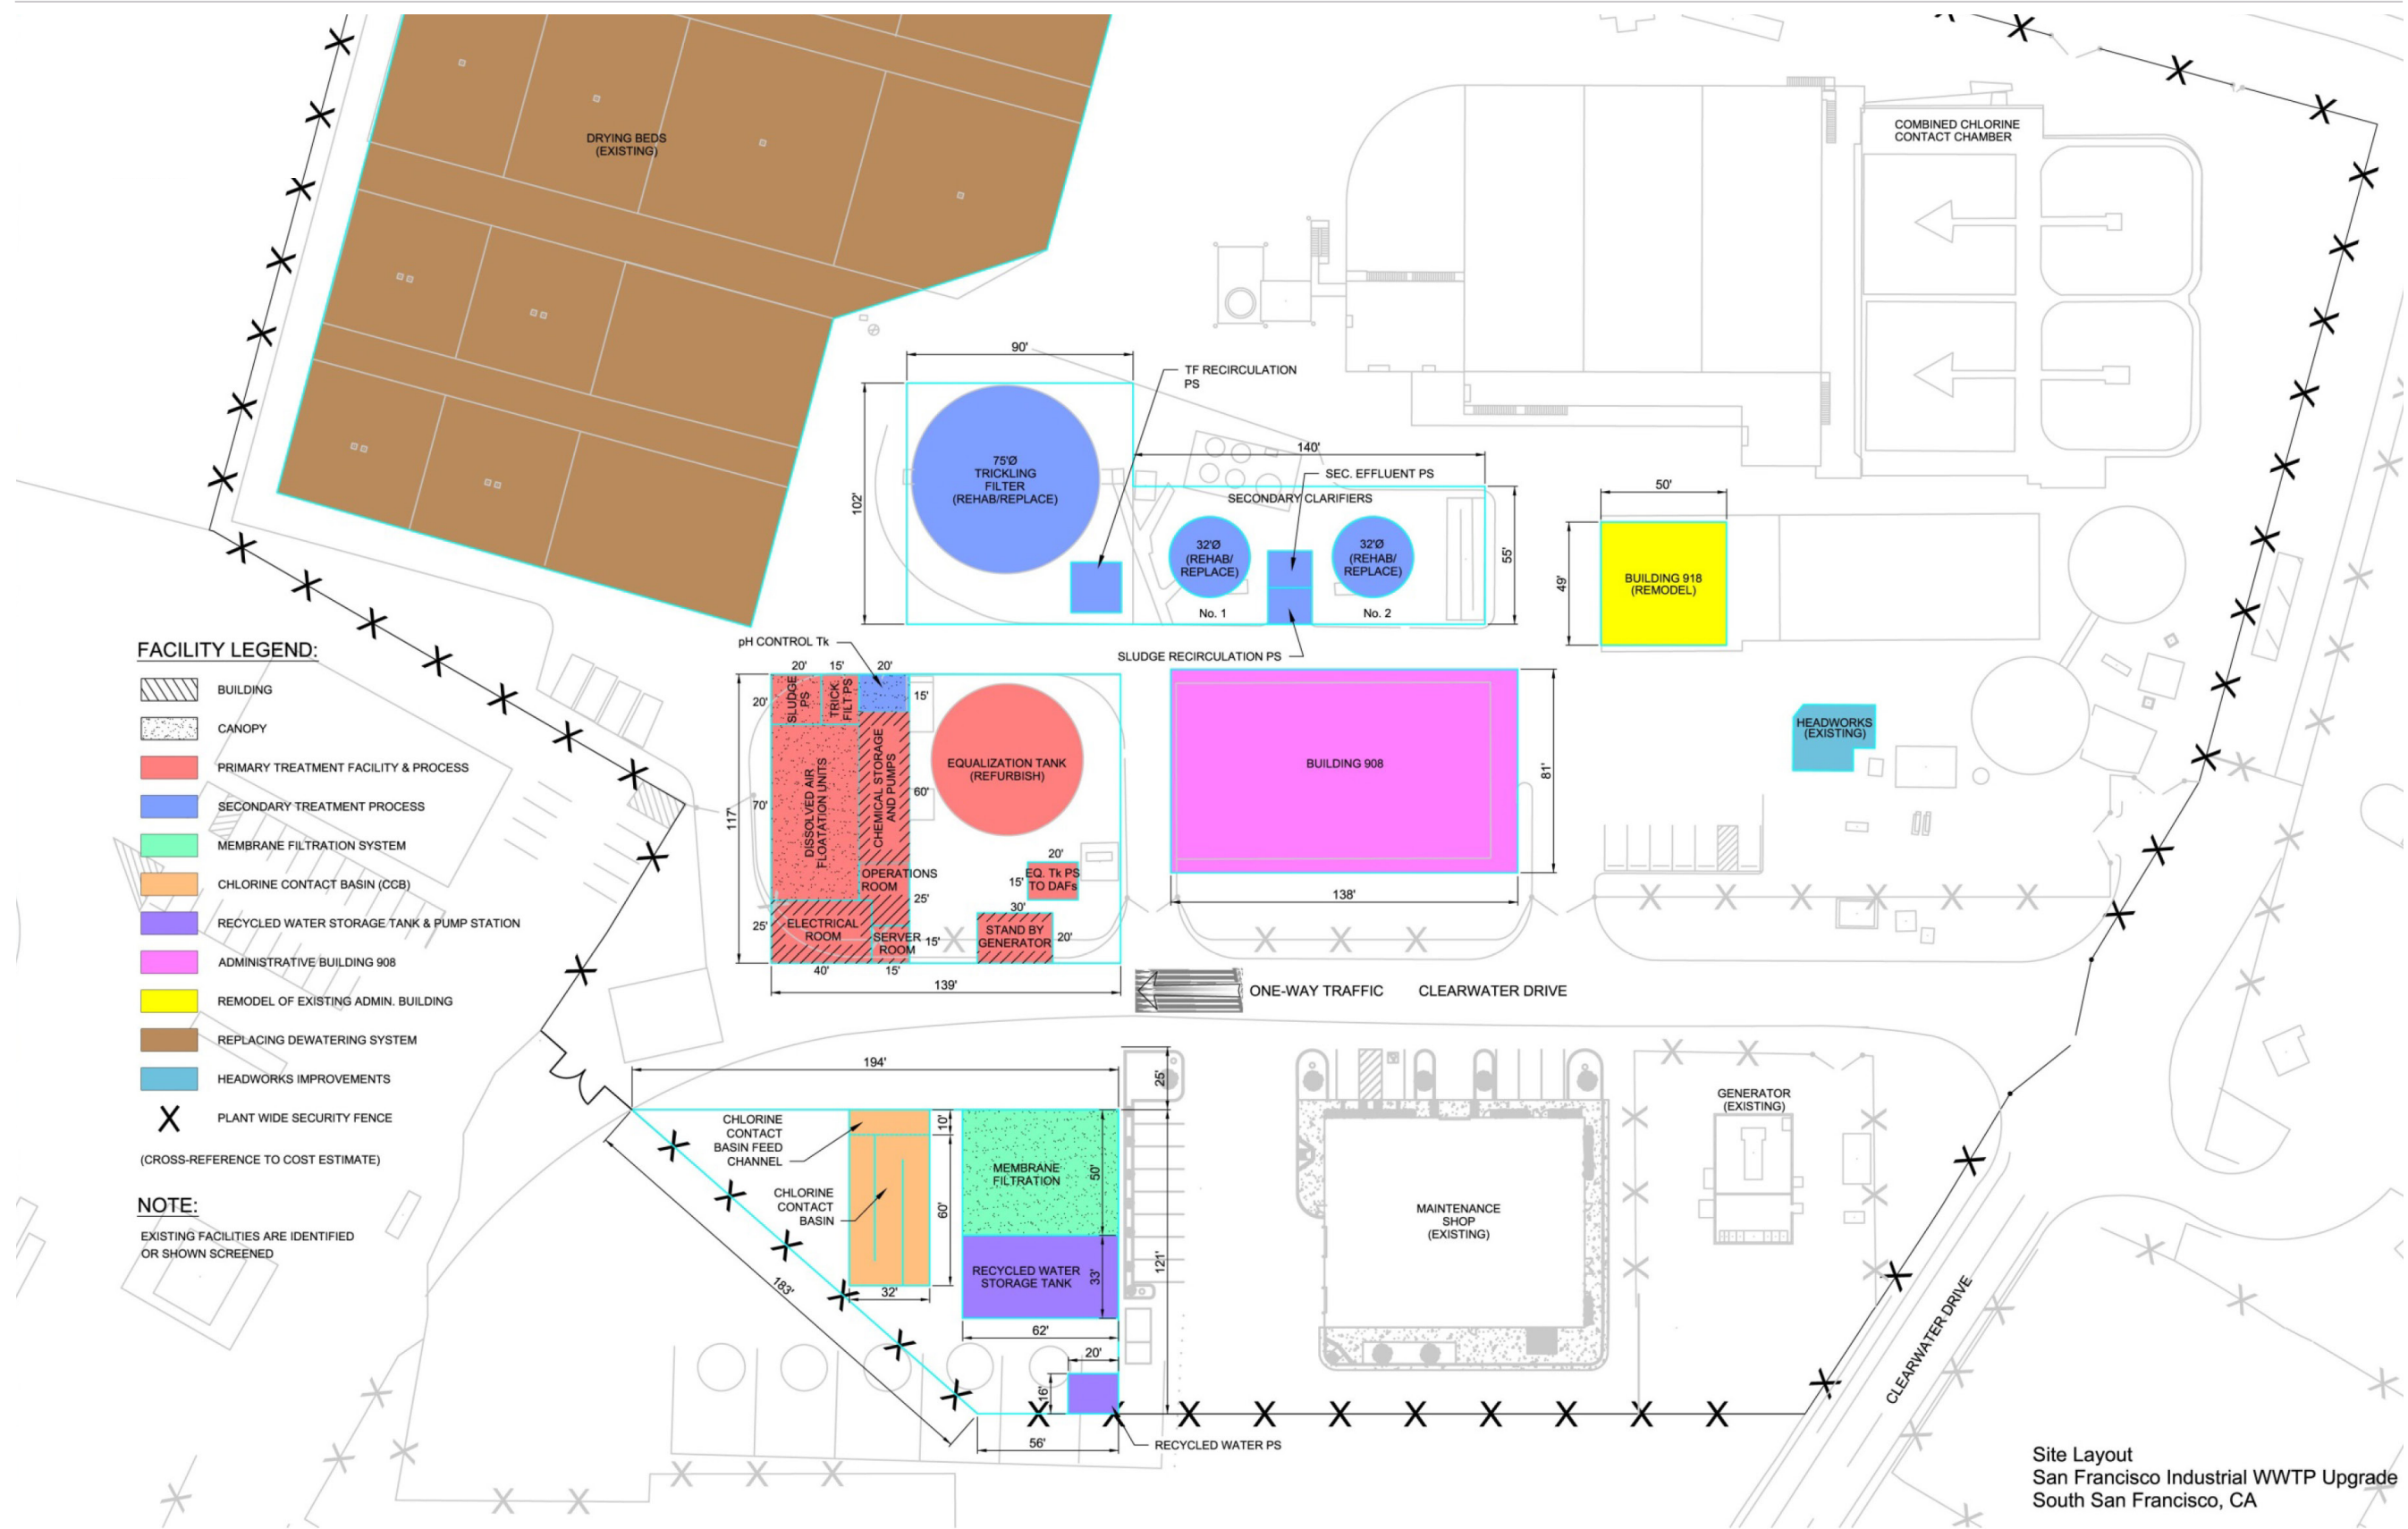 DRYING BEDS
(EXISTING)
COMBINED CHLORINE
CONTACT CHAMBER
90'
TF RECIRCULATION
PS
102'
75'Ø
TRICKLING
FILTER
(REHAB/REPLACE)
140'
SEC. EFFLUENT PS
SECONDARY CLARIFIERS
32'Ø
(REHAB/
REPLACE)
No. 1
32'Ø
(REHAB/
REPLACE)
No. 2
55'
SLUDGE RECIRCULATION PS
50'
49'
BUILDING 918
(REMODEL)
pH CONTROL Tk
20'
15'
20'
20'
SLUDGE
PS
TRICK.
FILT PS
15'
117'
70'
DISSOLVED AIR
FLOATATION UNITS
CHEMICAL STORAGE
AND PUMPS
60'
EQUALIZATION TANK
(REFURBISH)
OPERATIONS
ROOM
25'
20'
15'
EQ. Tk PS
TO DAFs
25'
ELECTRICAL
ROOM
SERVER
ROOM
15'
30'
STAND BY
GENERATOR
20'
40'
15'
139'
BUILDING 908
81'
138'
HEADWORKS
(EXISTING)
ONE-WAY TRAFFIC
CLEARWATER DRIVE
FACILITY LEGEND:
BUILDING
CANOPY
PRIMARY TREATMENT FACILITY & PROCESS
SECONDARY TREATMENT PROCESS
MEMBRANE FILTRATION SYSTEM
CHLORINE CONTACT BASIN (CCB)
RECYCLED WATER STORAGE TANK & PUMP STATION
ADMINISTRATIVE BUILDING 908
REMODEL OF EXISTING ADMIN. BUILDING
REPLACING DEWATERING SYSTEM
HEADWORKS IMPROVEMENTS
X PLANT WIDE SECURITY FENCE
(CROSS-REFERENCE TO COST ESTIMATE)
NOTE:
EXISTING FACILITIES ARE IDENTIFIED
OR SHOWN SCREENED
194'
25'
CHLORINE
CONTACT
BASIN FEED
CHANNEL
10'
CHLORINE
CONTACT
BASIN
60'
32'
183'
MEMBRANE
FILTRATION
50'
RECYCLED WATER
STORAGE TANK
33'
121'
62'
20'
16'
56'
RECYCLED WATER PS
MAINTENANCE
SHOP
(EXISTING)
GENERATOR
(EXISTING)
CLEARWATER DRIVE
Site Layout
San Francisco Industrial WWTP Upgrade
South San Francisco, CA